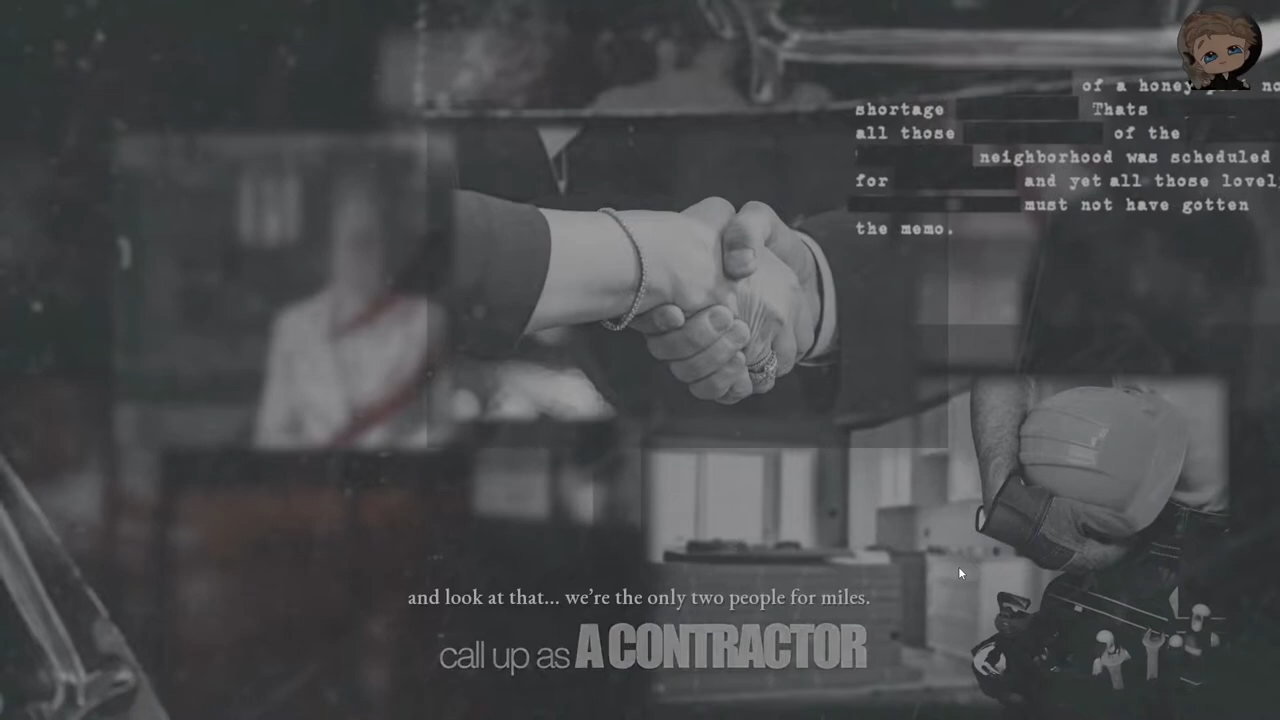 of a honey no
shortage Thats
all those of the
neighborhood was scheduled
for and yet all those lovel
must not have gotten
the memo.
and look at that... we're the only two people for miles.
call up as A CONTRACTOR